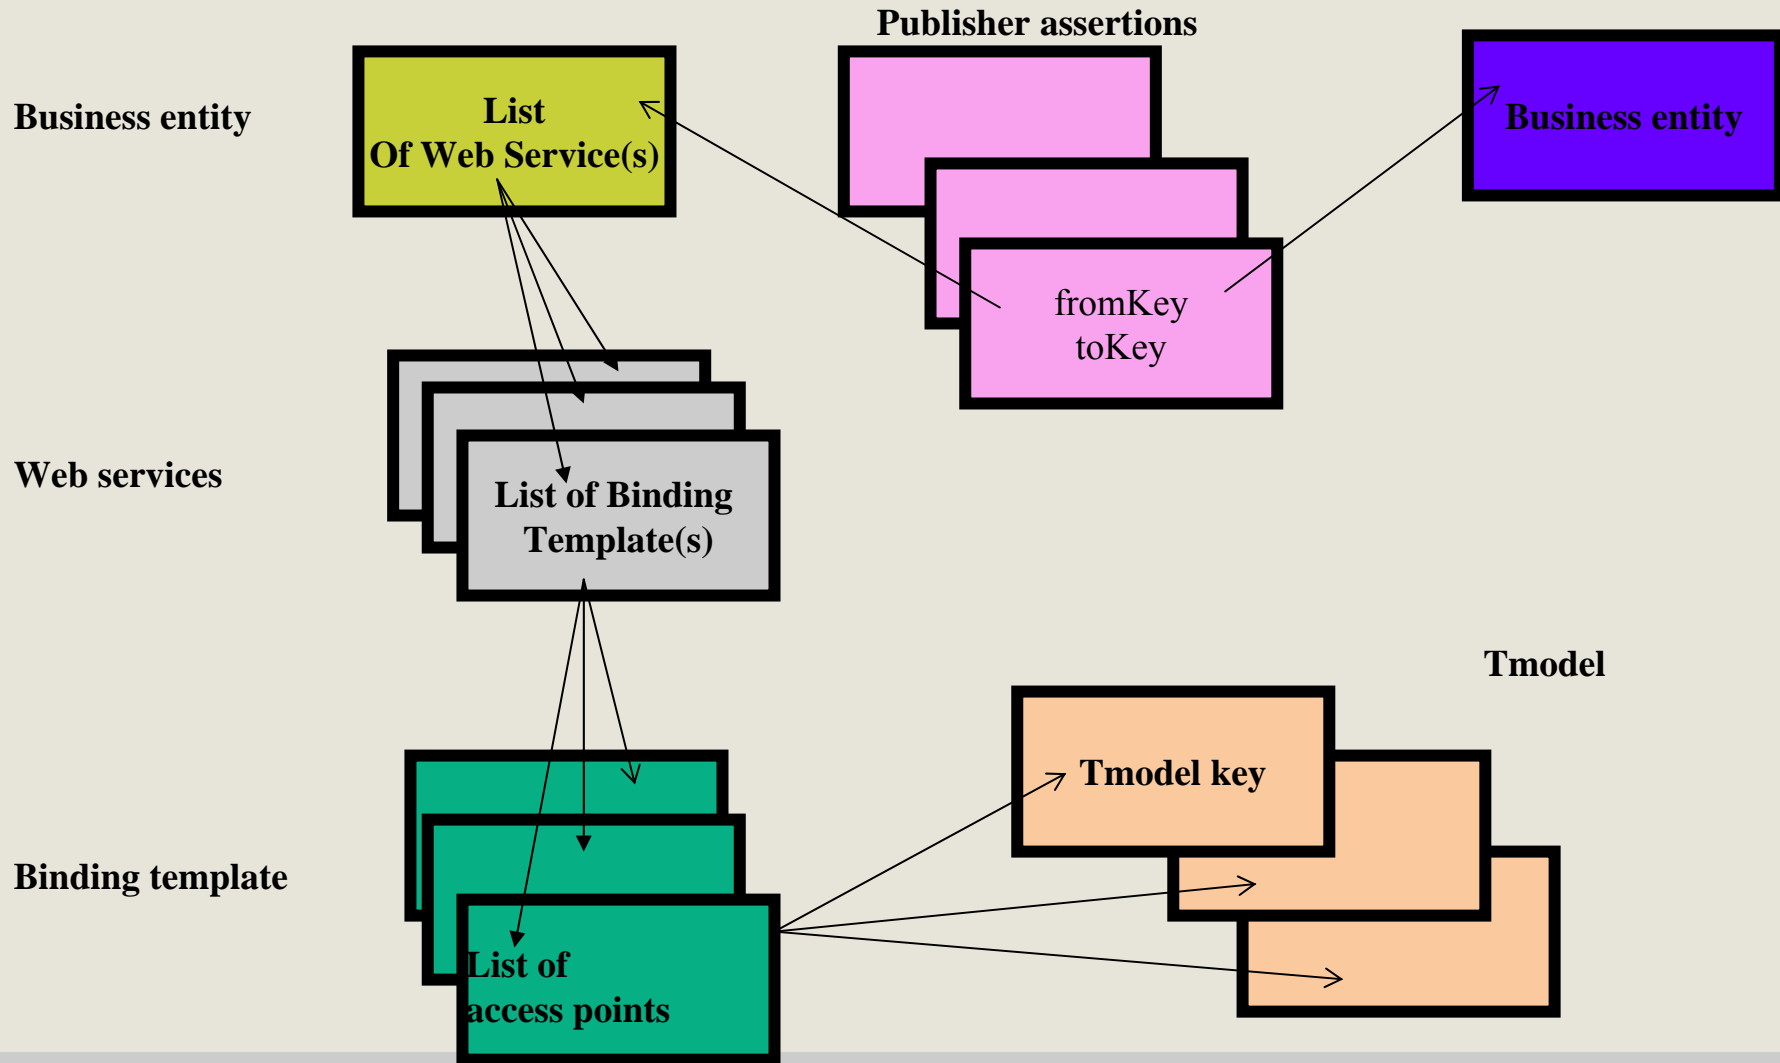 Publisher assertions
Business entity
List
Of Web Service(s)
Business entity
fromKey
toKey
Web services
List of Binding
Template(s)
Tmodel
Tmodel key
Binding template
List of
access points